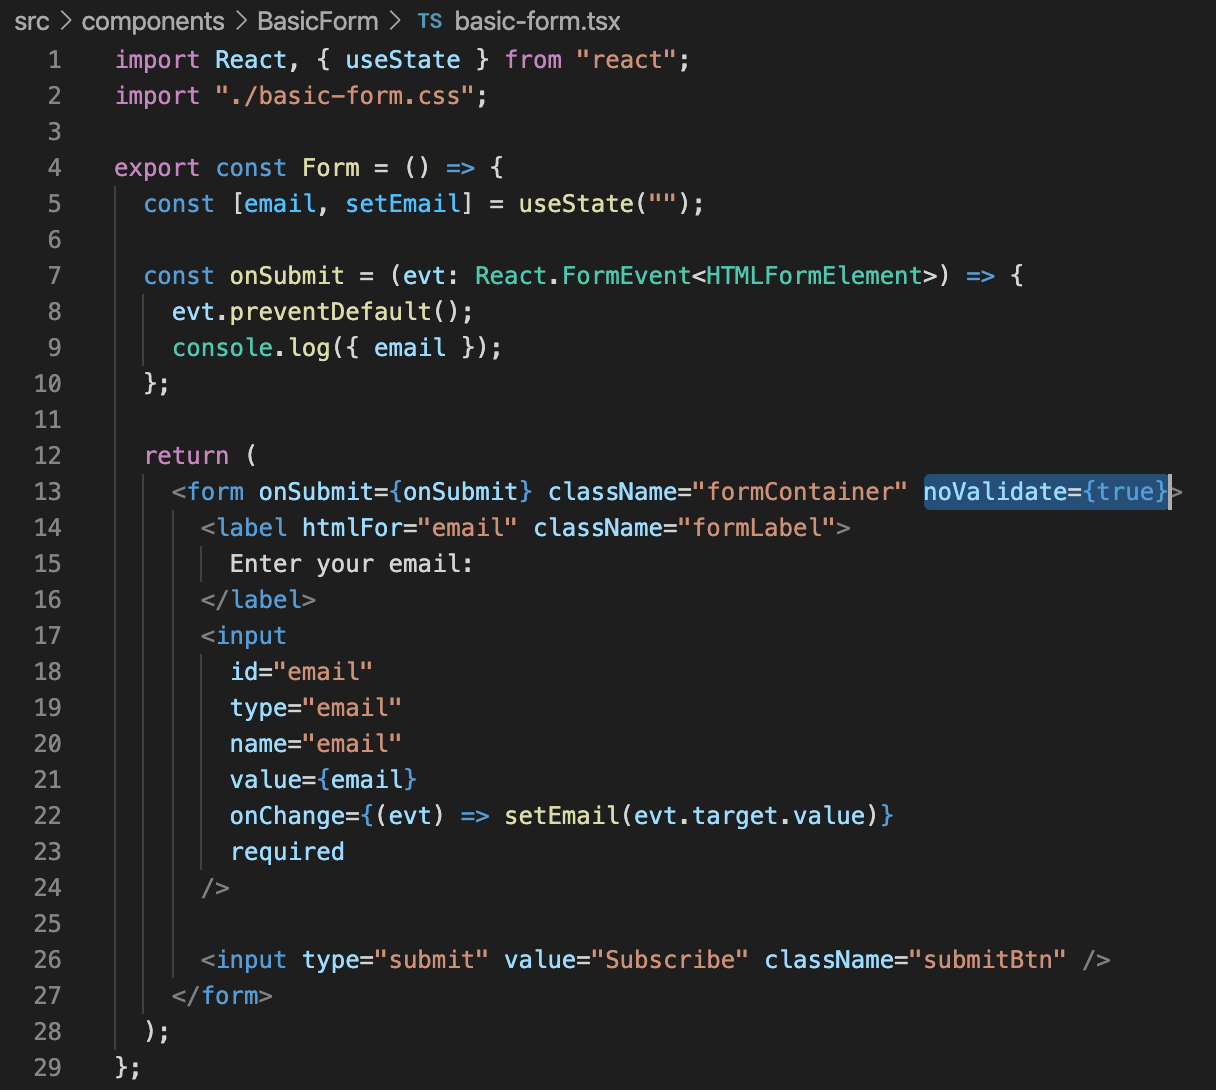 src > components > BasicForm > TS basic-form.tsx
1 import React, { useState } from "react";
2 import "./basic-form.css";
3
4 export const Form = () => {
5   const [email, setEmail] = useState("");
6
7   const onSubmit = (evt: React.FormEvent<HTMLFormElement>) => {
8     evt.preventDefault();
9     console.log({ email });
10   };
11
12   return (
13     <form onSubmit={onSubmit} className="formContainer" noValidate={true}>
14       <label htmlFor="email" className="formLabel">
15         Enter your email:
16       </label>
17       <input
18         id="email"
19         type="email"
20         name="email"
21         value={email}
22         onChange={(evt) => setEmail(evt.target.value)}
23         required
24       />
25
26       <input type="submit" value="Subscribe" className="submitBtn" />
27     </form>
28   );
29 };